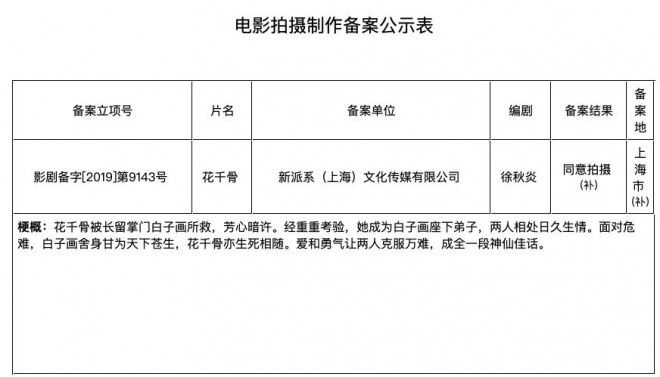 电影拍摄制作备案公示表
备案立项号 片名 备案单位 编剧 备案结果 备案地
影剧备字[2019]第9143号 花千骨 新派系（上海）文化传媒有限公司 徐秋炎 同意拍摄(补) 上海市(补)
梗概：花千骨被长留掌门白子画所救，芳心暗许。经重重考验，她成为白子画座下弟子，两人相处日久生情。面对危
难，白子画舍身甘为天下苍生，花千骨亦生死相随。爱和勇气让两人克服万难，成全一段神仙佳话。